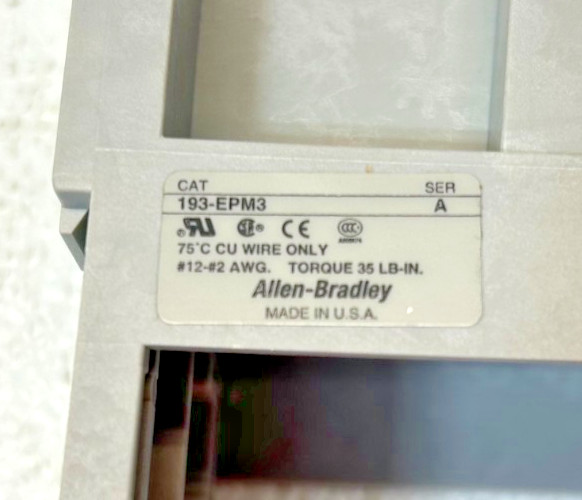 CAT SER
193-EPM3 A
75°C CU WIRE ONLY
#12-#2 AWG. TORQUE 35 LB-IN.
Allen-Bradley
MADE IN U.S.A.